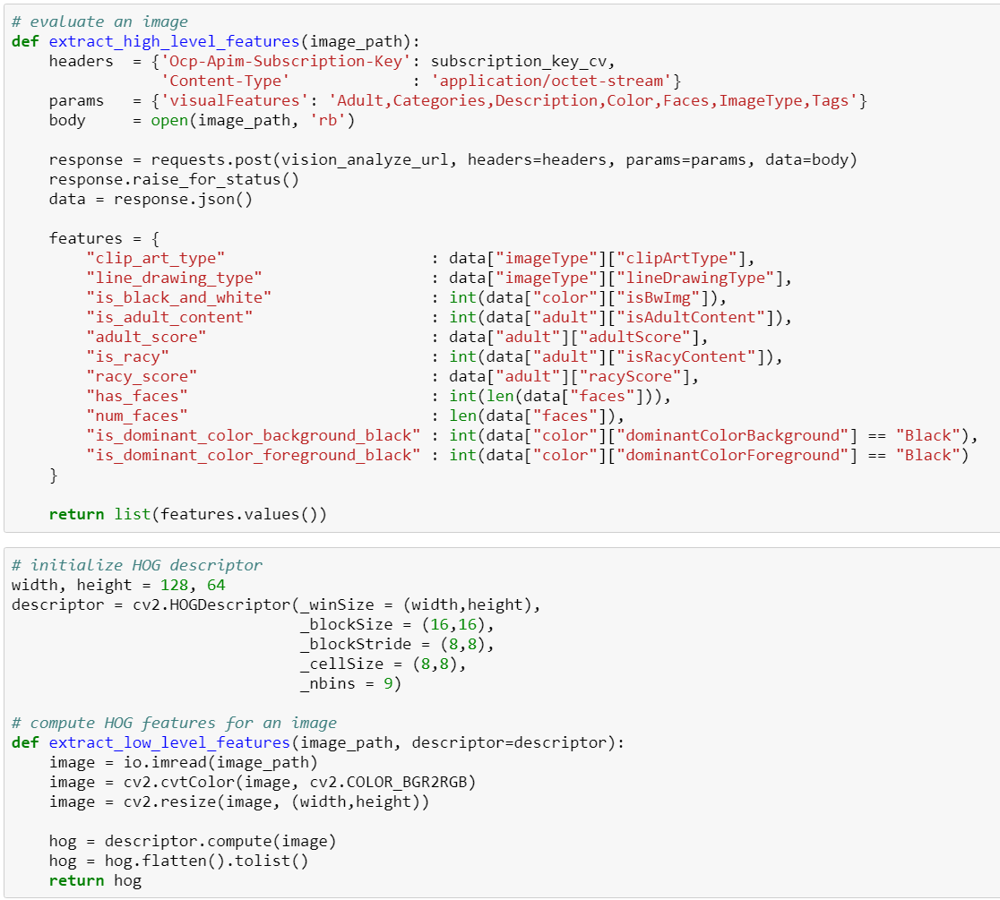 # evaluate an image
def extract_high_level_features(image_path):
    headers  = {'Ocp-Apim-Subscription-Key': subscription_key_cv,
                'Content-Type'             : 'application/octet-stream'}
    params   = {'visualFeatures': 'Adult,Categories,Description,Color,Faces,ImageType,Tags'}
    body     = open(image_path, 'rb')

    response = requests.post(vision_analyze_url, headers=headers, params=params, data=body)
    response.raise_for_status()
    data = response.json()

    features = {
        "clip_art_type"                      : data["imageType"]["clipArtType"],
        "line_drawing_type"                  : data["imageType"]["lineDrawingType"],
        "is_black_and_white"                 : int(data["color"]["isBwImg"]),
        "is_adult_content"                   : int(data["adult"]["isAdultContent"]),
        "adult_score"                        : data["adult"]["adultScore"],
        "is_racy"                            : int(data["adult"]["isRacyContent"]),
        "racy_score"                         : data["adult"]["racyScore"],
        "has_faces"                          : int(len(data["faces"])),
        "num_faces"                          : len(data["faces"]),
        "is_dominant_color_background_black" : int(data["color"]["dominantColorBackground"] == "Black"),
        "is_dominant_color_foreground_black" : int(data["color"]["dominantColorForeground"] == "Black")
    }

    return list(features.values())

# initialize HOG descriptor
width, height = 128, 64
descriptor = cv2.HOGDescriptor(_winSize = (width,height),
                               _blockSize = (16,16),
                               _blockStride = (8,8),
                               _cellSize = (8,8),
                               _nbins = 9)

# compute HOG features for an image
def extract_low_level_features(image_path, descriptor=descriptor):
    image = io.imread(image_path)
    image = cv2.cvtColor(image, cv2.COLOR_BGR2RGB)
    image = cv2.resize(image, (width,height))

    hog = descriptor.compute(image)
    hog = hog.flatten().tolist()
    return hog